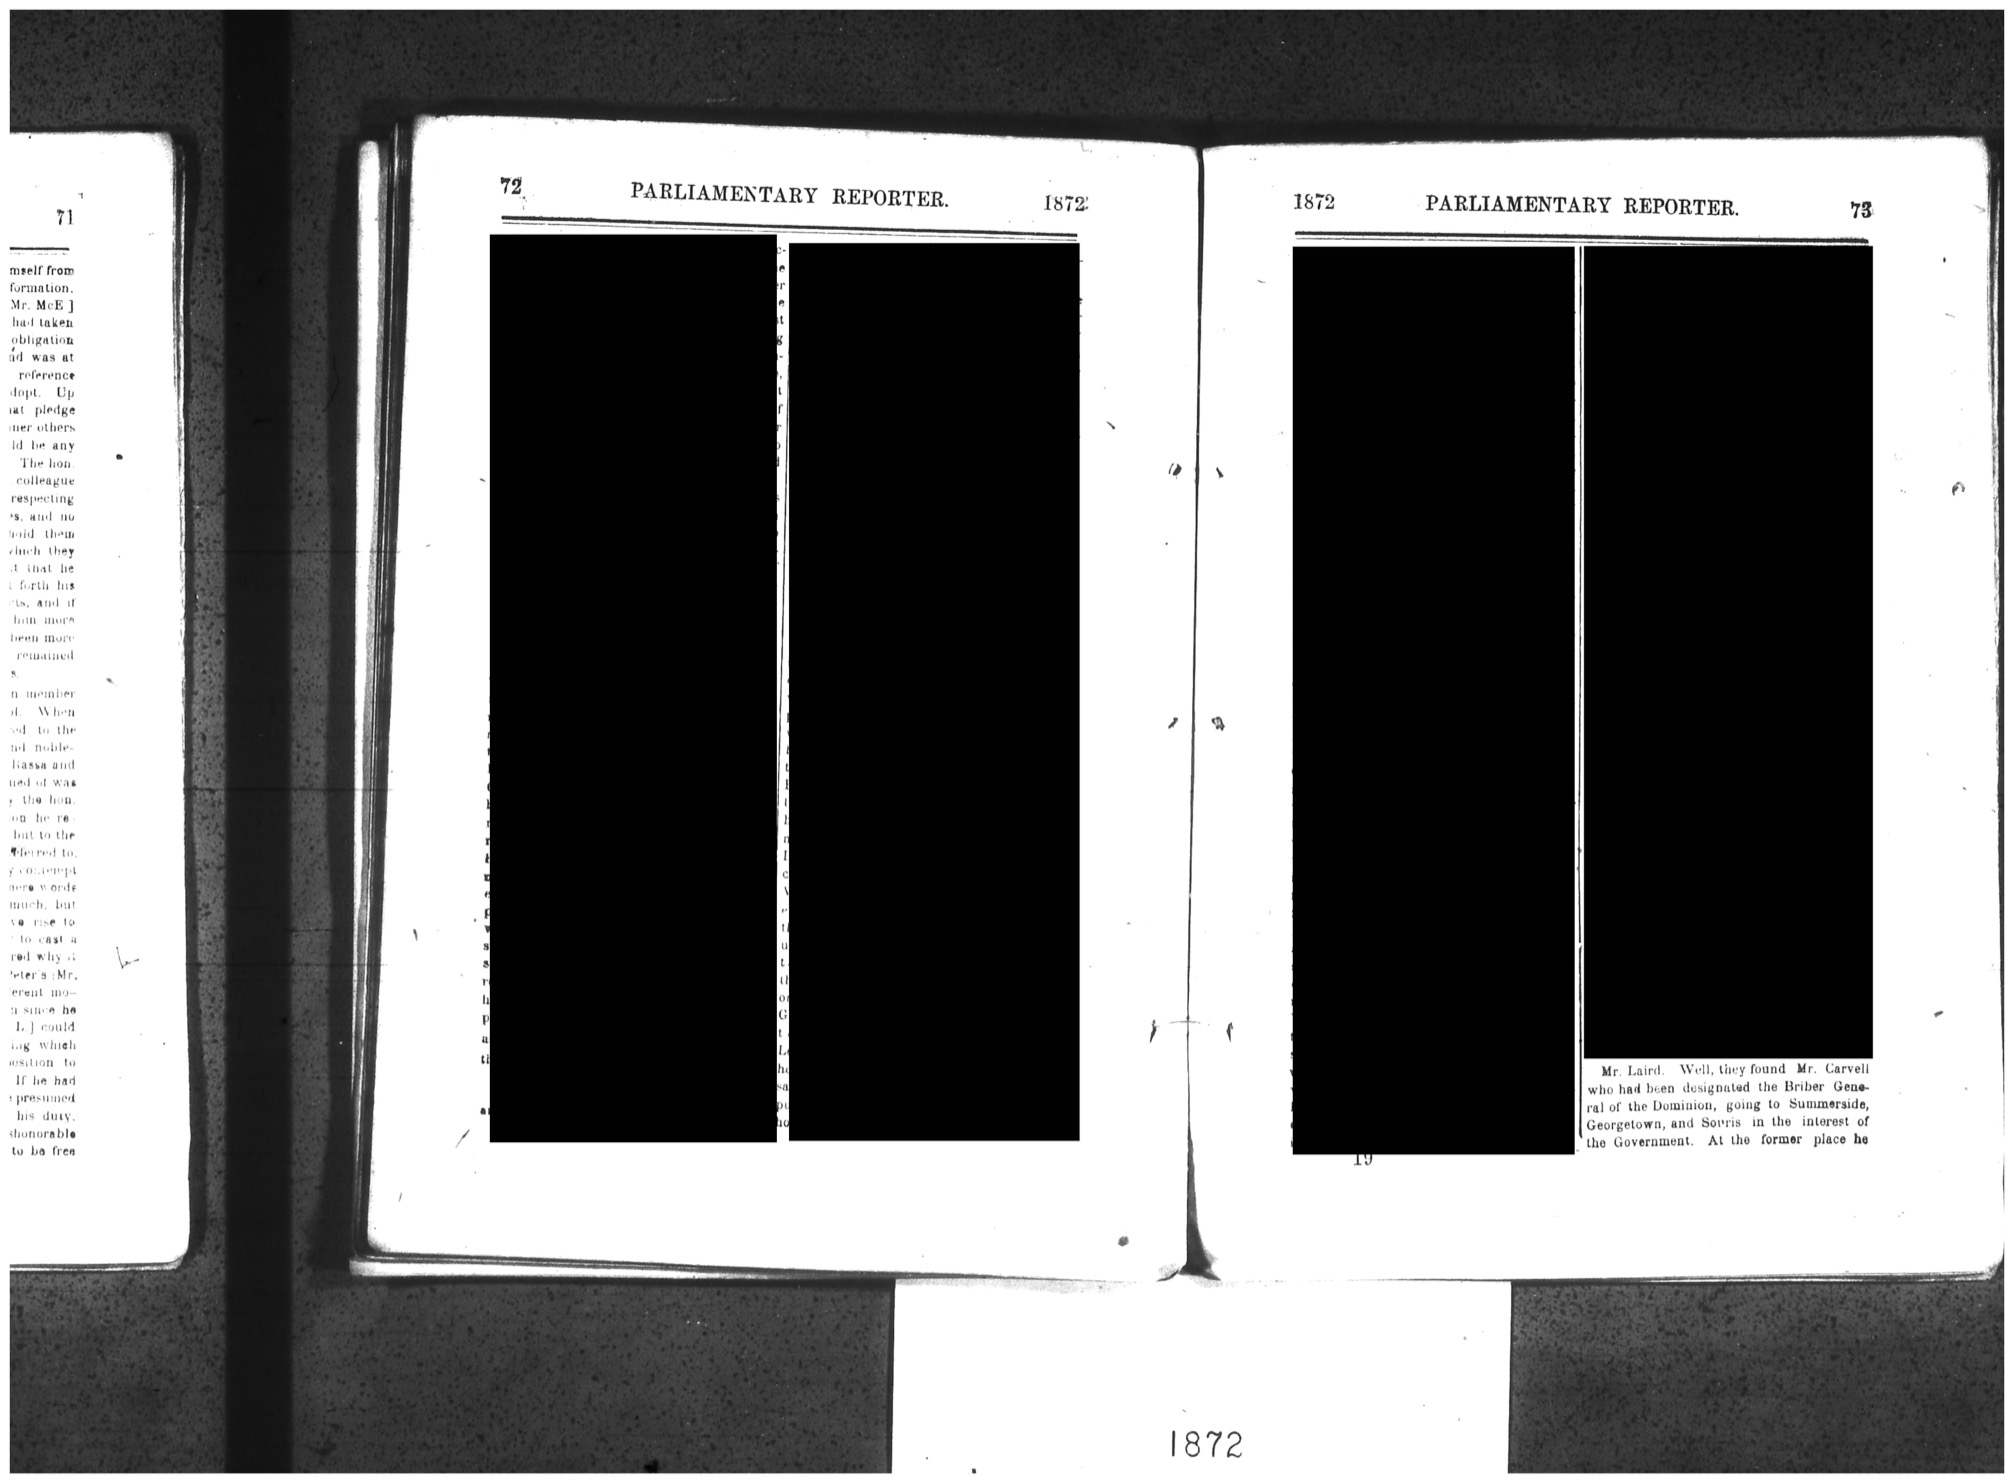 71
mself from
formation.
Mr. McE ]
had taken
obligation
nd was at
reference
dopt. Up
at pledge
ner others
ld be any
The hon.
colleague
respecting
s, and no
hold them
which they
t that he
forth his
ts, and if
him more
been more
remained
s.
n member
d. When
ed to the
nd noble-
Bassa and
ned of was
the hon.
on he re-
but to the
eferred to,
contempt
mere words
much, but
ve rise to
to cast a
red why it
Peter's [Mr.
erent mo-
n since he
L ] could
ing which
position to
If he had
presumed
his duty,
shonorable
to be free
72 PARLIAMENTARY REPORTER. 1872
1872 PARLIAMENTARY REPORTER. 73
Mr. Laird. Well, they found Mr. Carvell
who had been designated the Briber Gene-
ral of the Dominion, going to Summerside,
Georgetown, and Souris in the interest of
the Government. At the former place he
19
1872